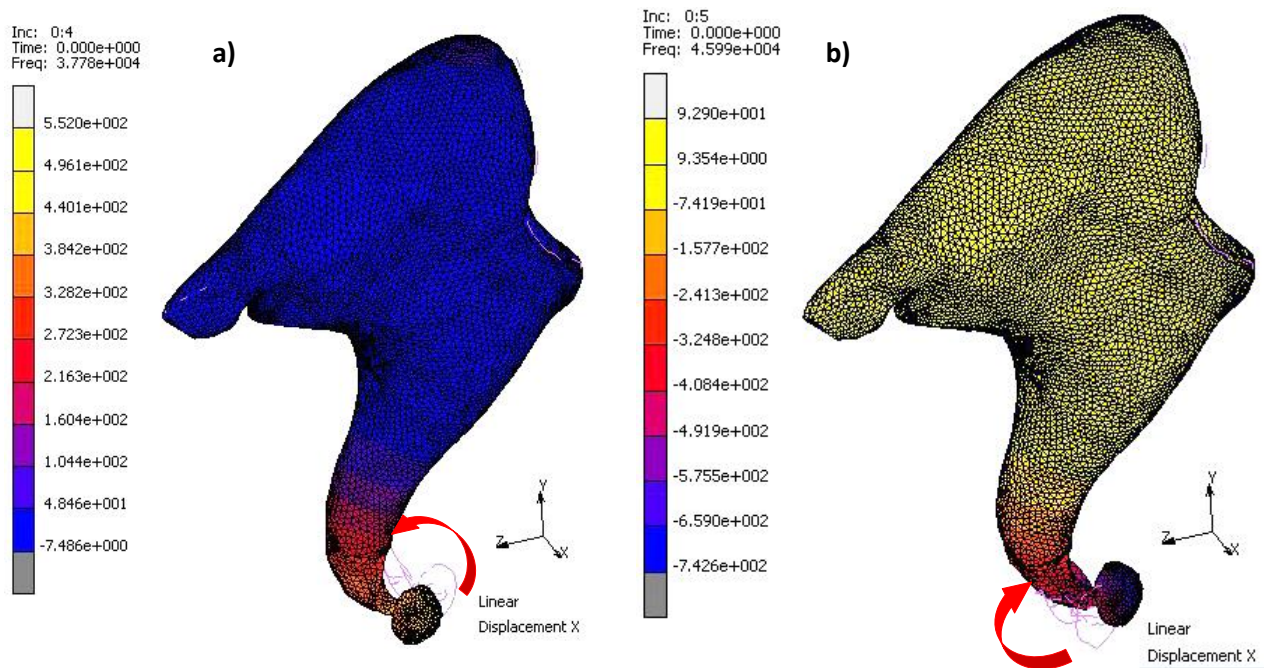 Inc: 0:4
Time: 0.000e+000
Freq: 3.778e+004
a)
5.520e+002
4.961e+002
4.401e+002
3.842e+002
3.282e+002
2.723e+002
2.163e+002
1.604e+002
1.044e+002
4.846e+001
-7.486e+000
Y
Z
X
Linear
Displacement X
Inc: 0:5
Time: 0.000e+000
Freq: 4.599e+004
b)
9.290e+001
9.354e+000
-7.419e+001
-1.577e+002
-2.413e+002
-3.248e+002
-4.084e+002
-4.919e+002
-5.755e+002
-6.590e+002
-7.426e+002
Y
Z
X
Linear
Displacement X